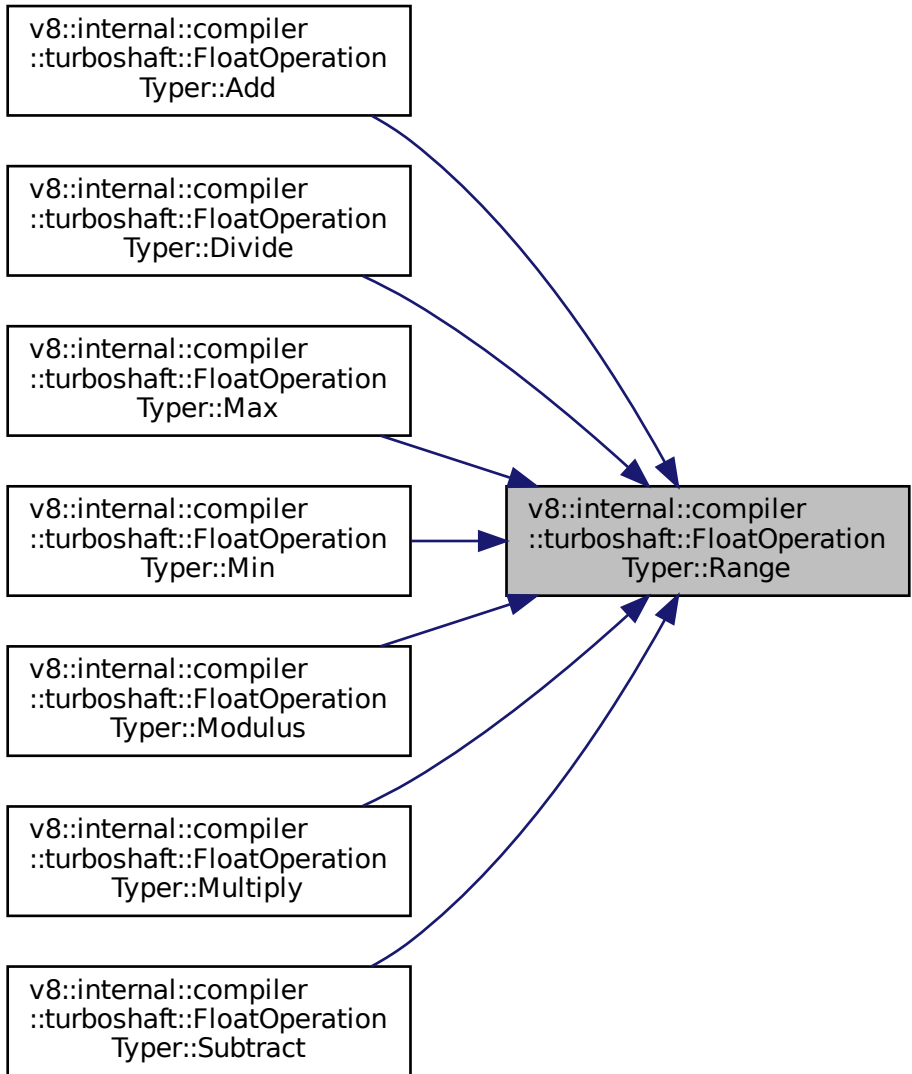 v8::internal::compiler
::turboshaft::FloatOperation
Typer::Add
v8::internal::compiler
::turboshaft::FloatOperation
Typer::Divide
v8::internal::compiler
::turboshaft::FloatOperation
Typer::Max
v8::internal::compiler
::turboshaft::FloatOperation
Typer::Min
v8::internal::compiler
::turboshaft::FloatOperation
Typer::Range
v8::internal::compiler
::turboshaft::FloatOperation
Typer::Modulus
v8::internal::compiler
::turboshaft::FloatOperation
Typer::Multiply
v8::internal::compiler
::turboshaft::FloatOperation
Typer::Subtract